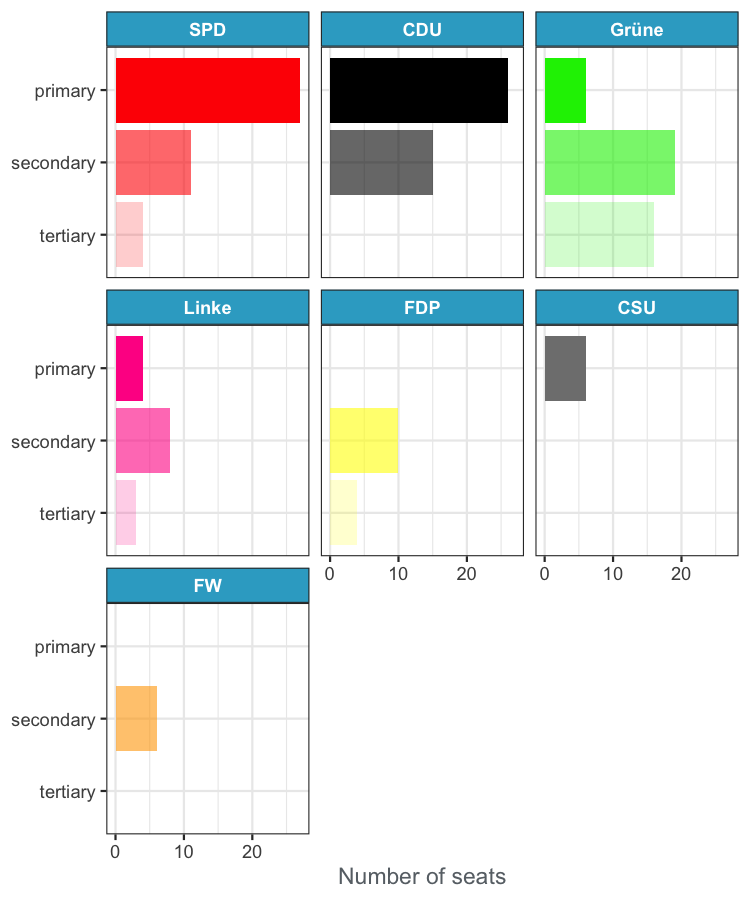 SPD CDU Grüne
primary
secondary
tertiary
Linke FDP CSU
primary
secondary
tertiary
0 10 20 0 10 20
FW
primary
secondary
tertiary
0 10 20
Number of seats